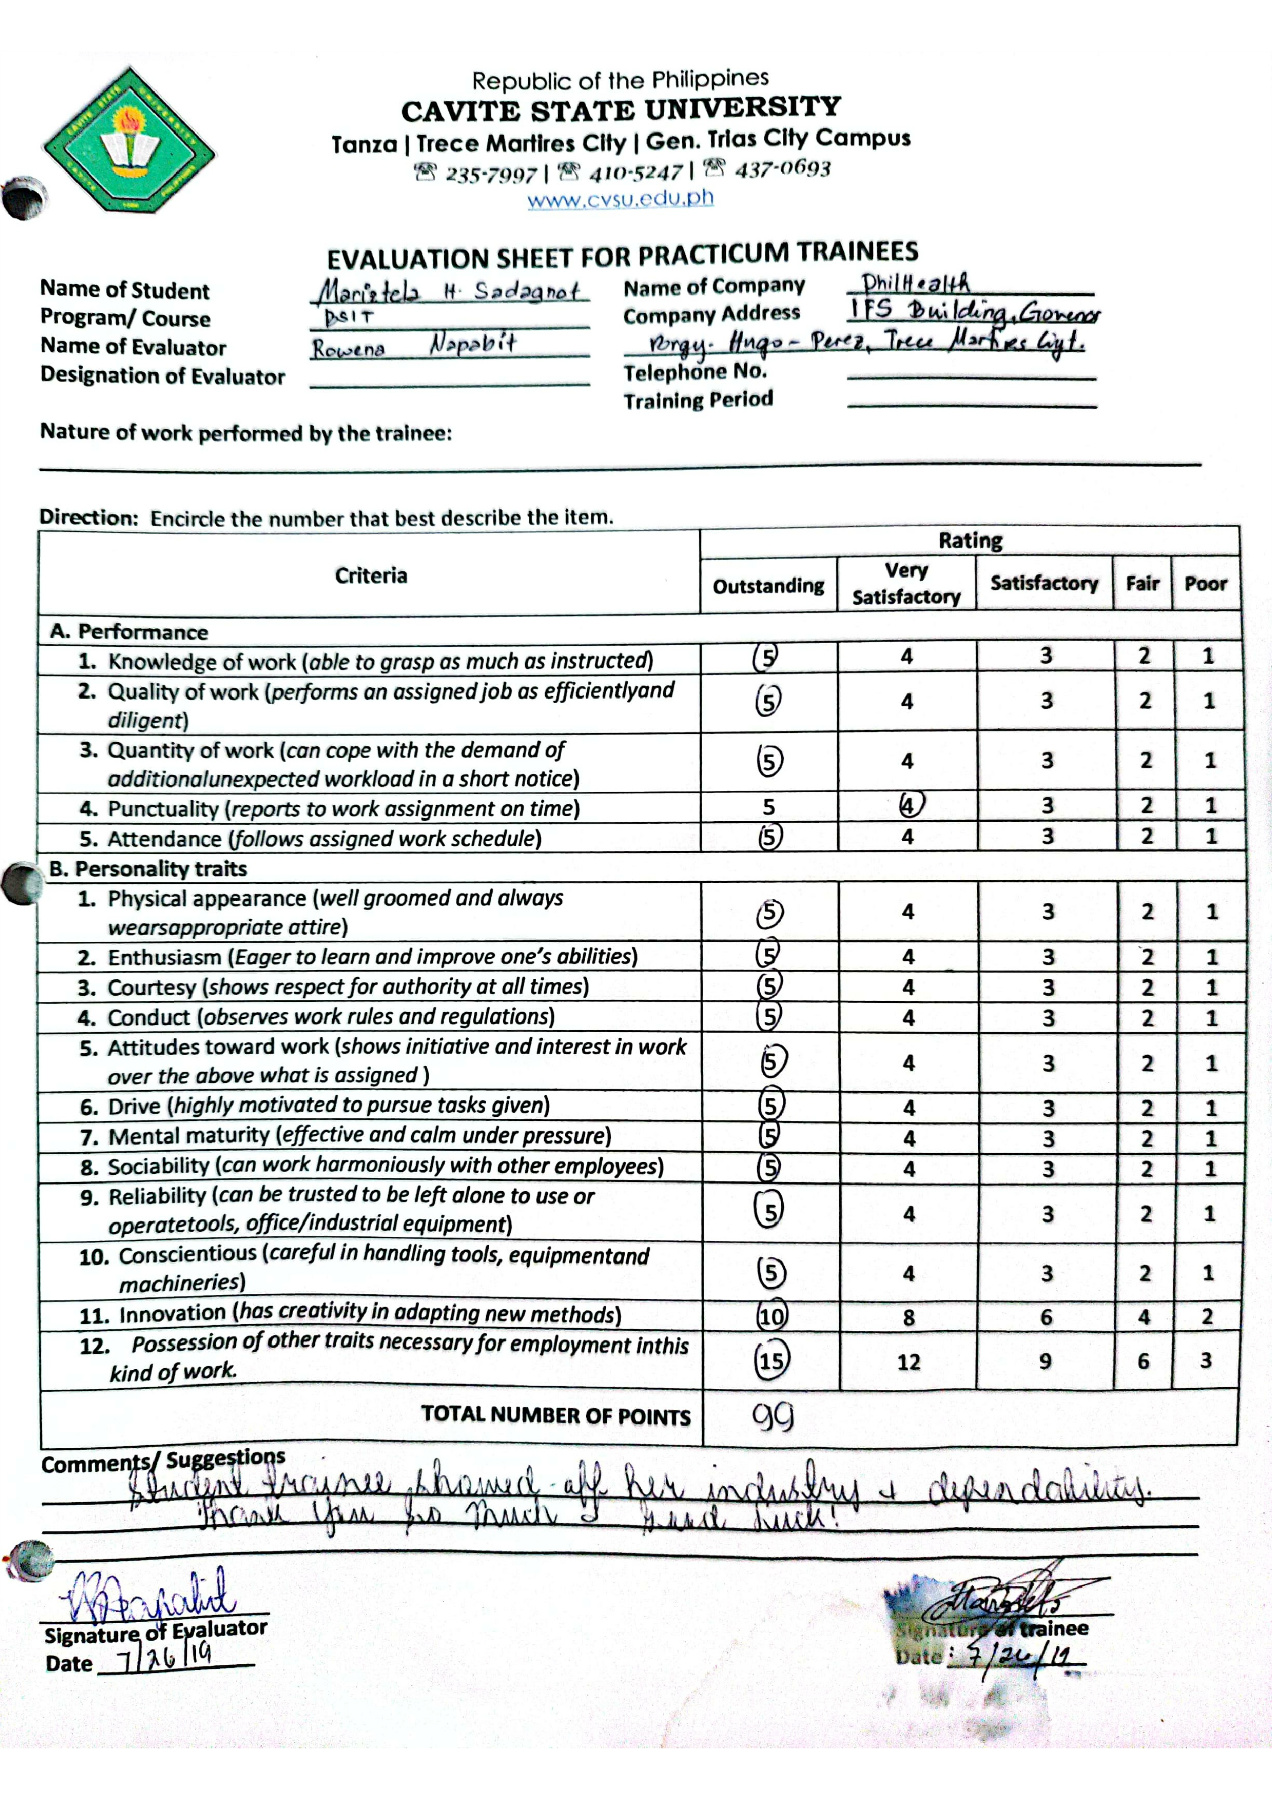 Republic of the Philippines
CAVITE STATE UNIVERSITY
Tanza | Trece Martires City | Gen. Trias City Campus
☏ 235-7997 | ☏ 410-5247 | ☏ 437-0693
www.cvsu.edu.ph
EVALUATION SHEET FOR PRACTICUM TRAINEES
Name of Student Maristela H. Sadagnot
Program/ Course BSIT
Name of Evaluator Rowena Napabit
Designation of Evaluator
Name of Company PhilHealth
Company Address IFS Building, Governor
Brgy. Hugo - Perez, Trece Martires City.
Telephone No.
Training Period
Nature of work performed by the trainee:
Direction: Encircle the number that best describe the item.
Criteria Rating
Outstanding Very Satisfactory Satisfactory Fair Poor
A. Performance
1. Knowledge of work (able to grasp as much as instructed) 5 4 3 2 1
2. Quality of work (performs an assigned job as efficientlyand
diligent) 5 4 3 2 1
3. Quantity of work (can cope with the demand of
additionalunexpected workload in a short notice) 5 4 3 2 1
4. Punctuality (reports to work assignment on time) 5 4 3 2 1
5. Attendance (follows assigned work schedule) 5 4 3 2 1
B. Personality traits
1. Physical appearance (well groomed and always
wearsappropriate attire) 5 4 3 2 1
2. Enthusiasm (Eager to learn and improve one's abilities) 5 4 3 2 1
3. Courtesy (shows respect for authority at all times) 5 4 3 2 1
4. Conduct (observes work rules and regulations) 5 4 3 2 1
5. Attitudes toward work (shows initiative and interest in work
over the above what is assigned ) 5 4 3 2 1
6. Drive (highly motivated to pursue tasks given) 5 4 3 2 1
7. Mental maturity (effective and calm under pressure) 5 4 3 2 1
8. Sociability (can work harmoniously with other employees) 5 4 3 2 1
9. Reliability (can be trusted to be left alone to use or
operatetools, office/industrial equipment) 5 4 3 2 1
10. Conscientious (careful in handling tools, equipmentand
machineries) 5 4 3 2 1
11. Innovation (has creativity in adapting new methods) 10 8 6 4 2
12. Possession of other traits necessary for employment inthis
kind of work. 15 12 9 6 3
TOTAL NUMBER OF POINTS 99
Comments/ Suggestions
Student trainee showed-off her industry & dependability.
Thank You so Much & Good Luck!
Signature of Evaluator
Date 7/26/19
Signature of trainee
Date: 7/26/19